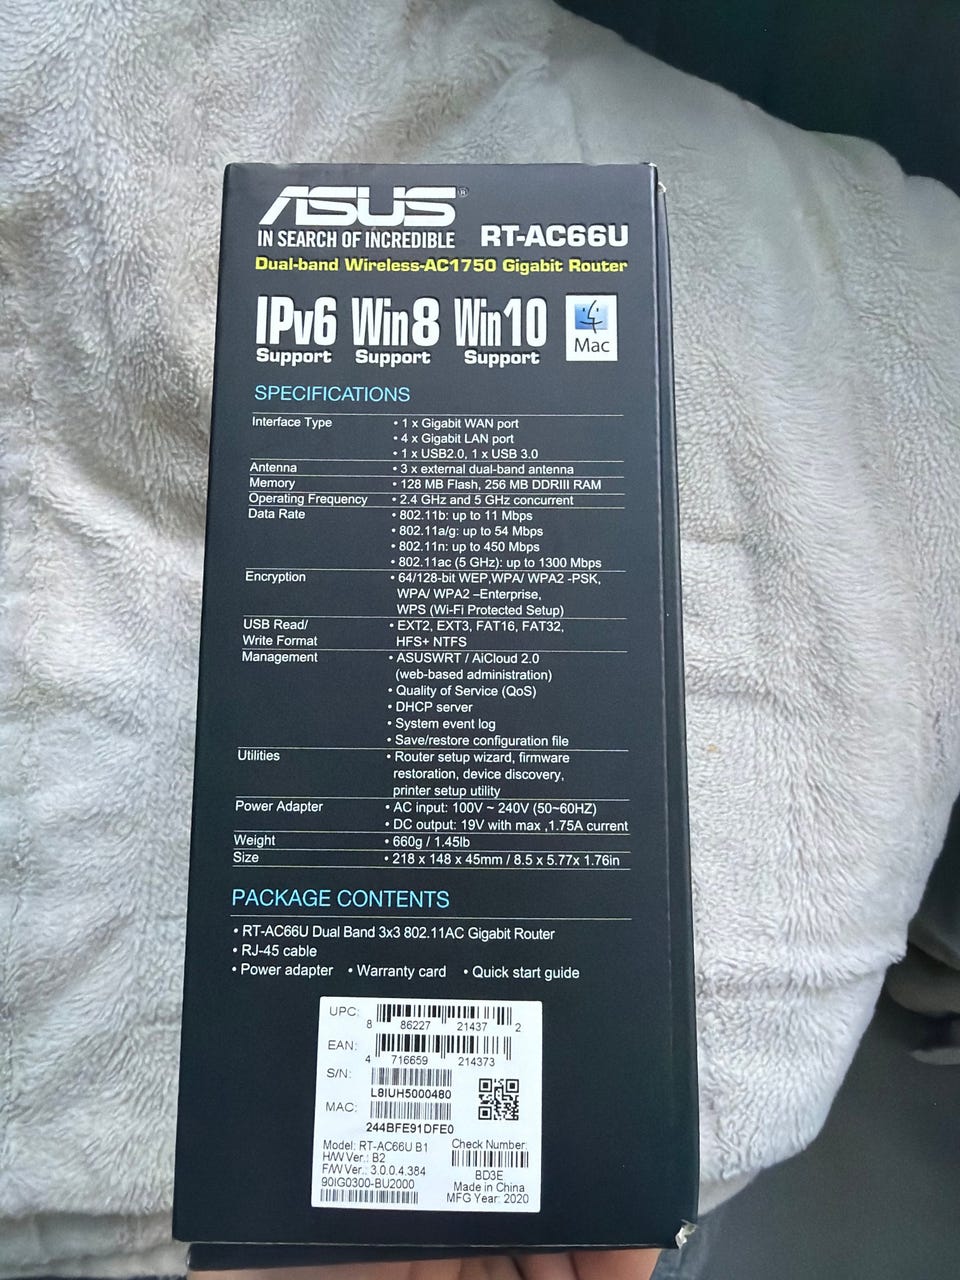 ASUS®
IN SEARCH OF INCREDIBLE RT-AC66U
Dual-band Wireless-AC1750 Gigabit Router
IPv6 Win8 Win10
Support Support Support Mac
SPECIFICATIONS
Interface Type • 1 x Gigabit WAN port
• 4 x Gigabit LAN port
• 1 x USB2.0, 1 x USB 3.0
Antenna • 3 x external dual-band antenna
Memory • 128 MB Flash, 256 MB DDRIII RAM
Operating Frequency • 2.4 GHz and 5 GHz concurrent
Data Rate • 802.11b: up to 11 Mbps
• 802.11a/g: up to 54 Mbps
• 802.11n: up to 450 Mbps
• 802.11ac (5 GHz): up to 1300 Mbps
Encryption • 64/128-bit WEP,WPA/ WPA2 -PSK,
WPA/ WPA2 –Enterprise,
WPS (Wi-Fi Protected Setup)
USB Read/ • EXT2, EXT3, FAT16, FAT32,
Write Format HFS+ NTFS
Management • ASUSWRT / AiCloud 2.0
(web-based administration)
• Quality of Service (QoS)
• DHCP server
• System event log
• Save/restore configuration file
Utilities • Router setup wizard, firmware
restoration, device discovery,
printer setup utility
Power Adapter • AC input: 100V ~ 240V (50~60HZ)
• DC output: 19V with max ,1.75A current
Weight • 660g / 1.45lb
Size • 218 x 148 x 45mm / 8.5 x 5.77x 1.76in
PACKAGE CONTENTS
• RT-AC66U Dual Band 3x3 802.11AC Gigabit Router
• RJ-45 cable
• Power adapter • Warranty card • Quick start guide
UPC:
8 86227 21437 2
EAN:
4 716659 214373
S/N:
L8IUH5000480
MAC:
244BFE91DFE0
Model: RT-AC66U B1 Check Number:
H/W Ver.: B2
F/W Ver.: 3.0.0.4.384 BD3E
90IG0300-BU2000 Made in China
MFG Year: 2020